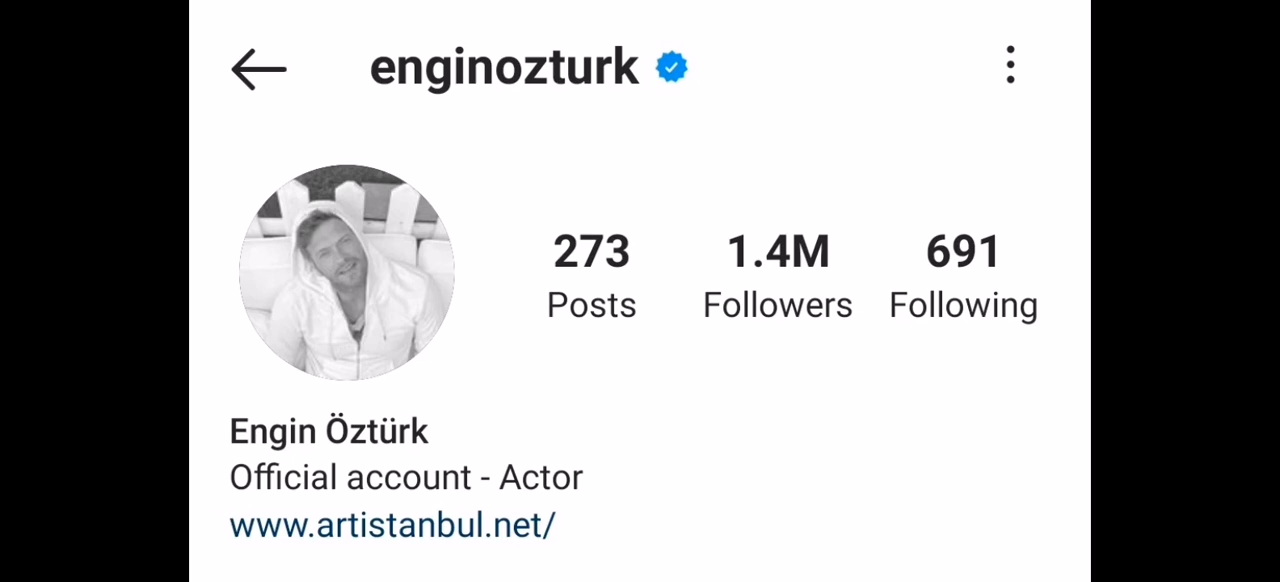 enginozturk
273 1.4M 691
Posts Followers Following
Engin Öztürk
Official account - Actor
www.artistanbul.net/